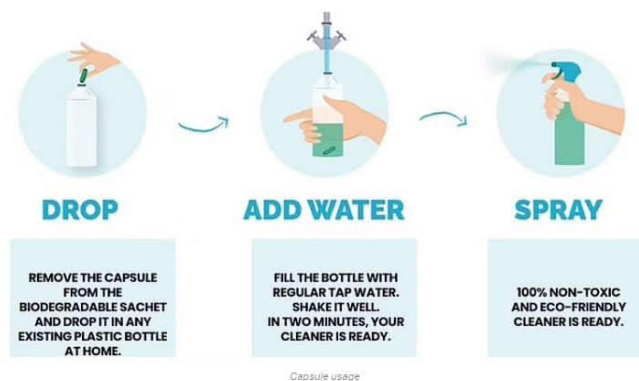 DROP
ADD WATER
SPRAY
REMOVE THE CAPSULE
FROM THE
BIODEGRADABLE SACHET
AND DROP IT IN ANY
EXISTING PLASTIC BOTTLE
AT HOME.
FILL THE BOTTLE WITH
REGULAR TAP WATER.
SHAKE IT WELL.
IN TWO MINUTES, YOUR
CLEANER IS READY.
100% NON-TOXIC
AND ECO-FRIENDLY
CLEANER IS READY.
Capsule usage